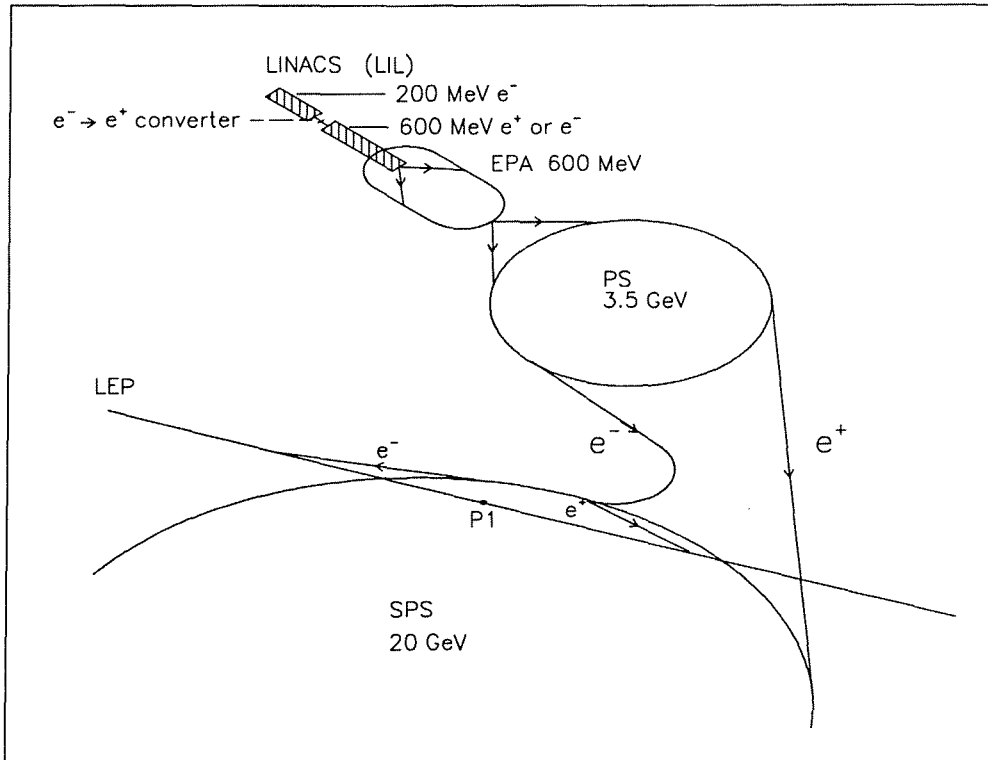 LINACS (LIL)
200 MeV e⁻
e⁻ → e⁺ converter
600 MeV e⁺ or e⁻
EPA 600 MeV
PS
3.5 GeV
LEP
e⁻
e⁻
e⁺
e⁺
P1
SPS
20 GeV